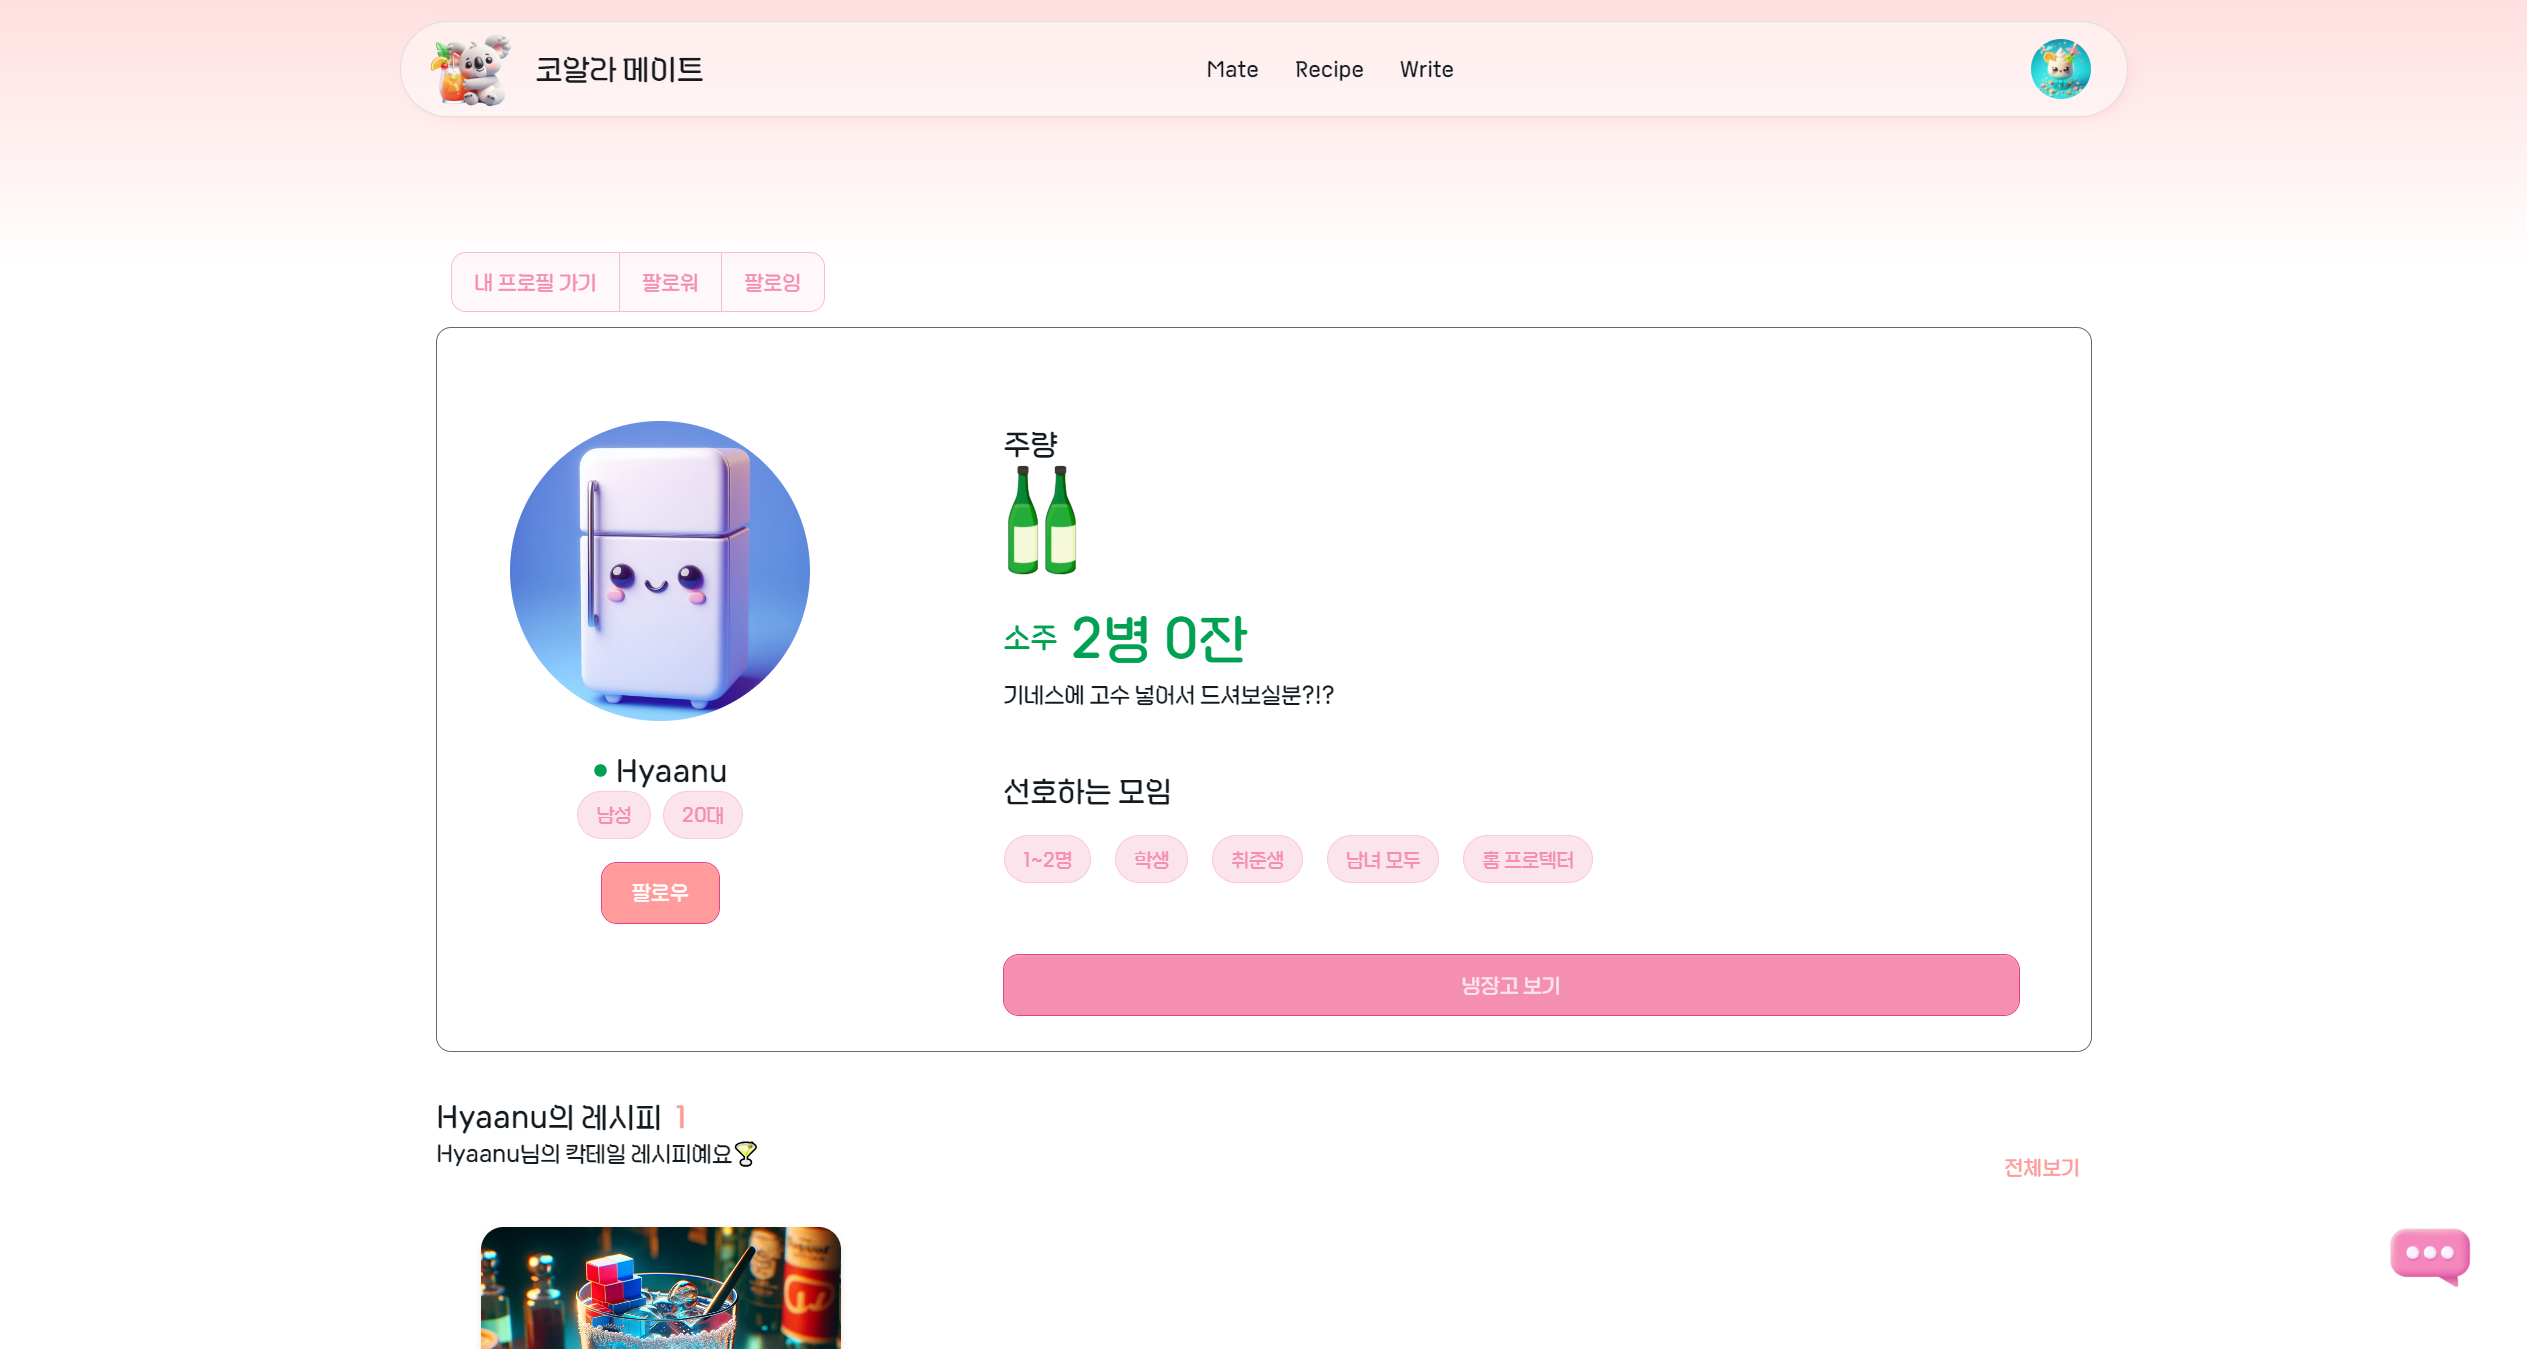 코알라 메이트
Mate Recipe Write
내 프로필 가기 팔로워 팔로잉
주량
소주 2병 0잔
기네스에 고수 넣어서 드셔보실분?!?
Hyaanu
남성 20대
팔로우
선호하는 모임
1~2명 학생 취준생 남녀 모두 홈 프로텍터
냉장고 보기
Hyaanu의 레시피 1
Hyaanu님의 칵테일 레시피예요
전체보기